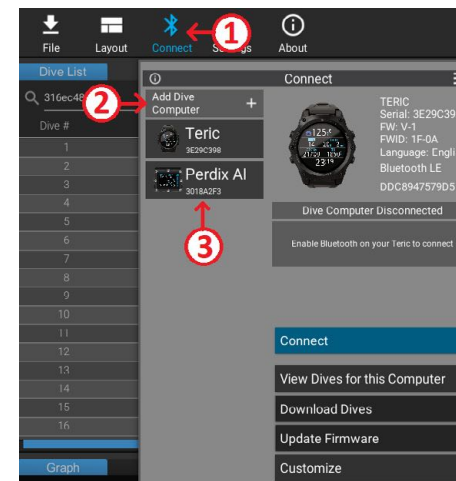 File
Layout
Connect
Settings
About
1
Dive List
Connect
316ec48
2
Add Dive
Computer
+
Teric
3E29C398
Perdix AI
3018A2F3
3
TERIC
Serial: 3E29C39
FW: V-1
FWID: 1F-0A
Language: Engli
Bluetooth LE
DDC8947579D5
Dive #
1
2
3
4
5
6
7
8
9
10
11
12
13
14
15
16
Dive Computer Disconnected
Enable Bluetooth on your Teric to connect
Connect
View Dives for this Computer
Download Dives
Update Firmware
Customize
Graph